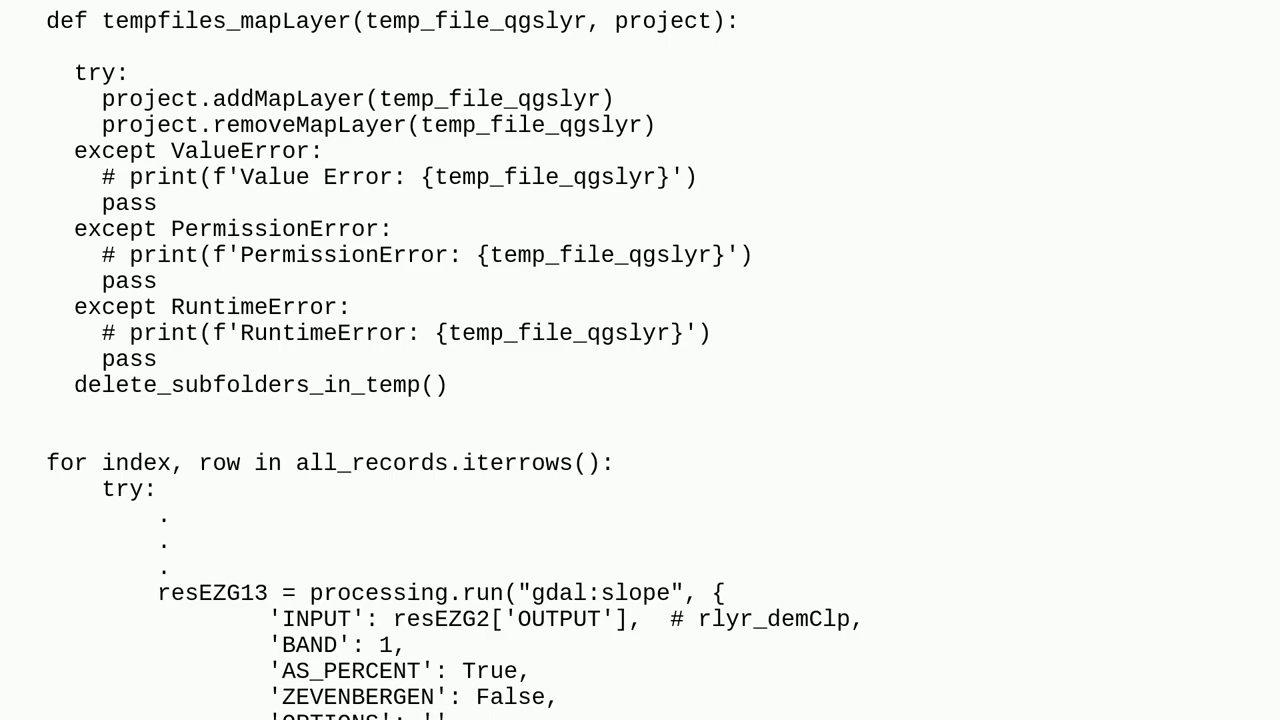 def tempfiles_mapLayer(temp_file_qgslyr, project):
try:
project.addMapLayer(temp_file_qgslyr)
project.removeMapLayer(temp_file_qgslyr)
except ValueError:
# print(f'Value Error: {temp_file_qgslyr}')
pass
except PermissionError:
# print(f'PermissionError: {temp_file_qgslyr}')
pass
except RuntimeError:
# print(f'RuntimeError: {temp_file_qgslyr}')
pass
delete_subfolders_in_temp()
for index, row in all_records.iterrows():
try:
.
.
.
resEZG13 = processing.run("gdal:slope", {
'INPUT': resEZG2['OUTPUT'],  # rlyr_demClp,
'BAND': 1,
'AS_PERCENT': True,
'ZEVENBERGEN': False,
'OPTIONS': ''